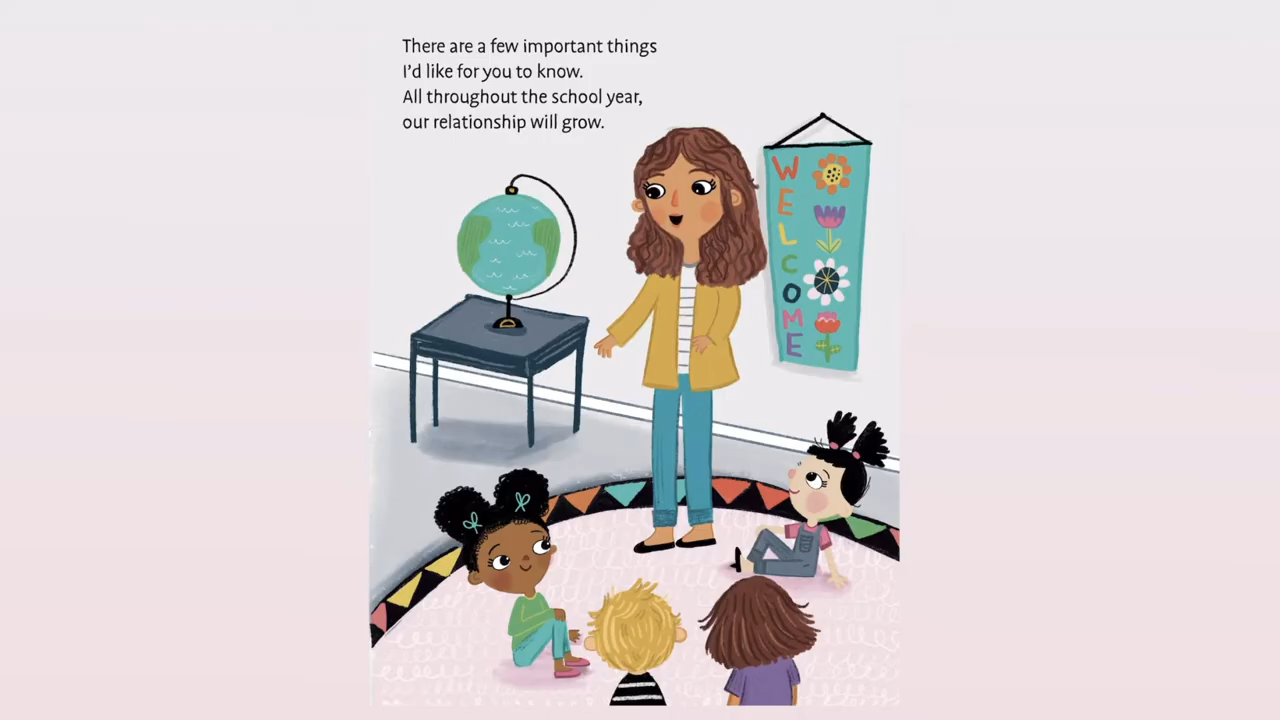 There are a few important things
I'd like for you to know.
All throughout the school year,
our relationship will grow.
WELCOME